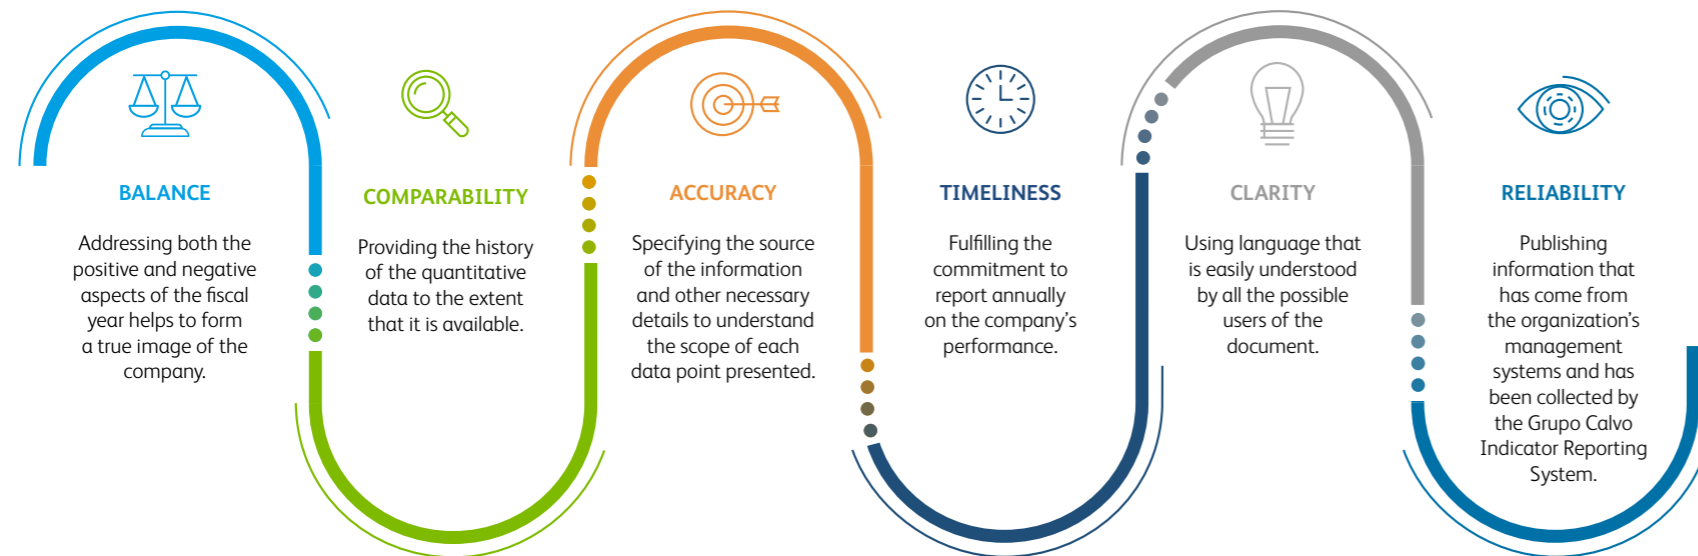 BALANCE
Addressing both the
positive and negative
aspects of the fiscal
year helps to form
a true image of the
company.
COMPARABILITY
Providing the history
of the quantitative
data to the extent
that it is available.
ACCURACY
Specifying the source
of the information
and other necessary
details to understand
the scope of each
data point presented.
TIMELINESS
Fulfilling the
commitment to
report annually
on the company’s
performance.
CLARITY
Using language that
is easily understood
by all the possible
users of the
document.
RELIABILITY
Publishing
information that
has come from
the organization’s
management
systems and has
been collected by
the Grupo Calvo
Indicator Reporting
System.